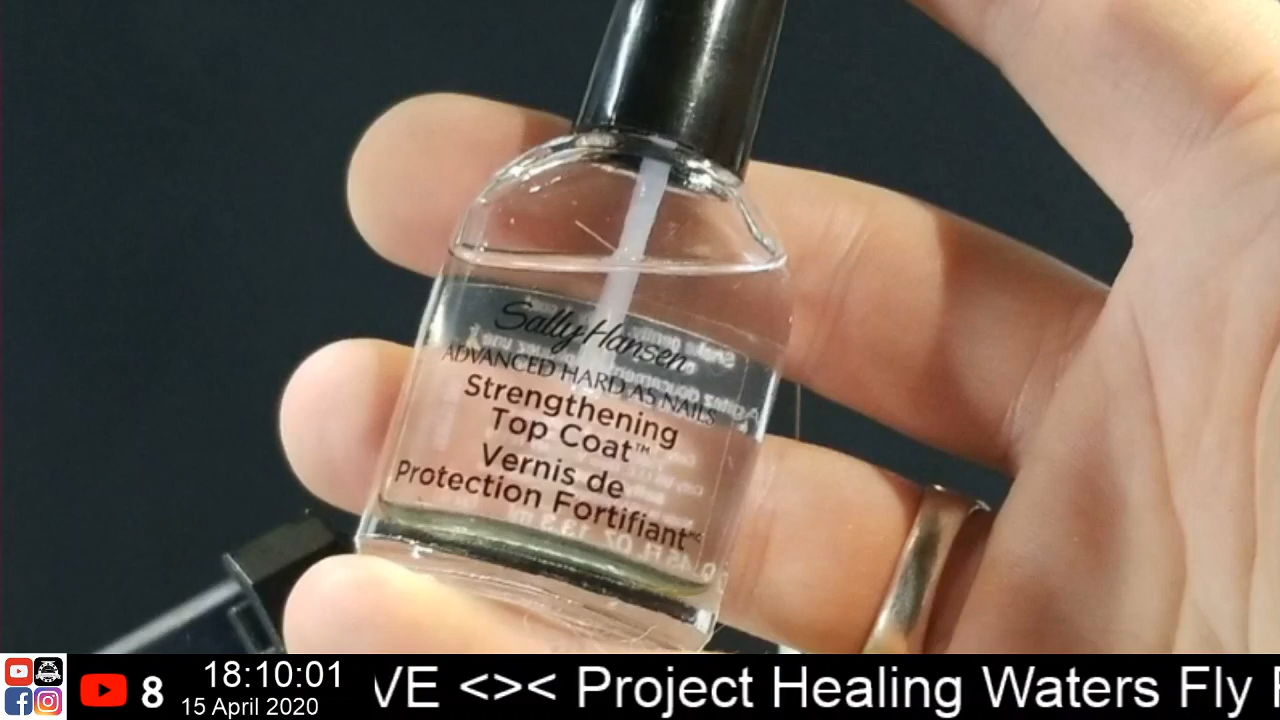 Sally Hansen
ADVANCED HARD AS NAILS
Strengthening
Top Coat™
Vernis de
Protection Fortifiant MC
8
18:10:01
15 April 2020
VE <>< Project Healing Waters Fly